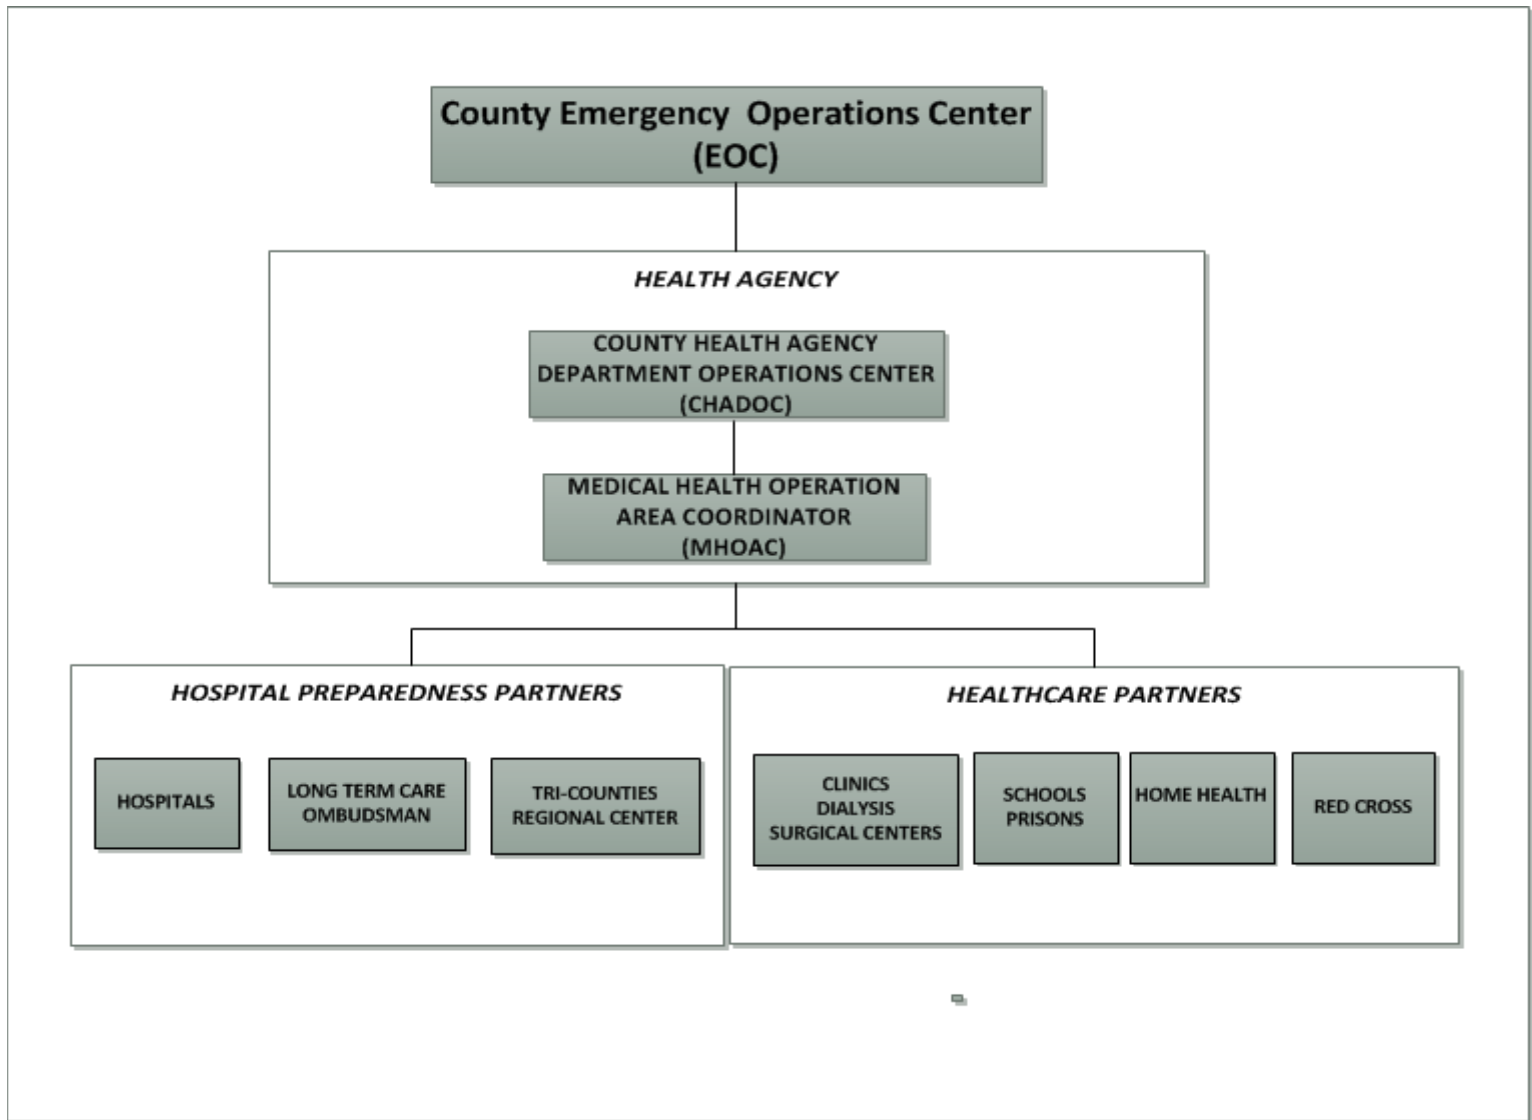 County Emergency  Operations Center
(EOC)
HEALTH AGENCY
COUNTY HEALTH AGENCY
DEPARTMENT OPERATIONS CENTER
(CHADOC)
MEDICAL HEALTH OPERATION
AREA COORDINATOR
(MHOAC)
HOSPITAL PREPAREDNESS PARTNERS
HOSPITALS
LONG TERM CARE
OMBUDSMAN
TRI-COUNTIES
REGIONAL CENTER
HEALTHCARE PARTNERS
CLINICS
DIALYSIS
SURGICAL CENTERS
SCHOOLS
PRISONS
HOME HEALTH
RED CROSS